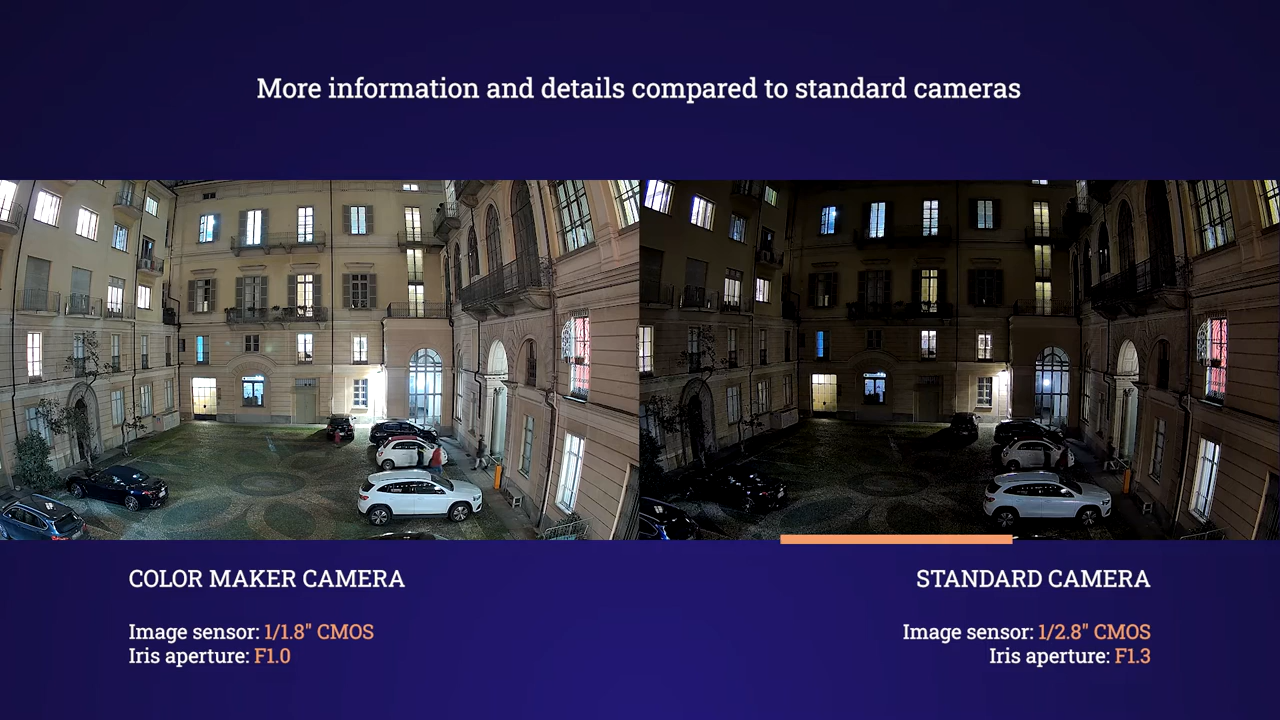 More information and details compared to standard cameras
COLOR MAKER CAMERA
Image sensor: 1/1.8" CMOS
Iris aperture: F1.0
STANDARD CAMERA
Image sensor: 1/2.8" CMOS
Iris aperture: F1.3